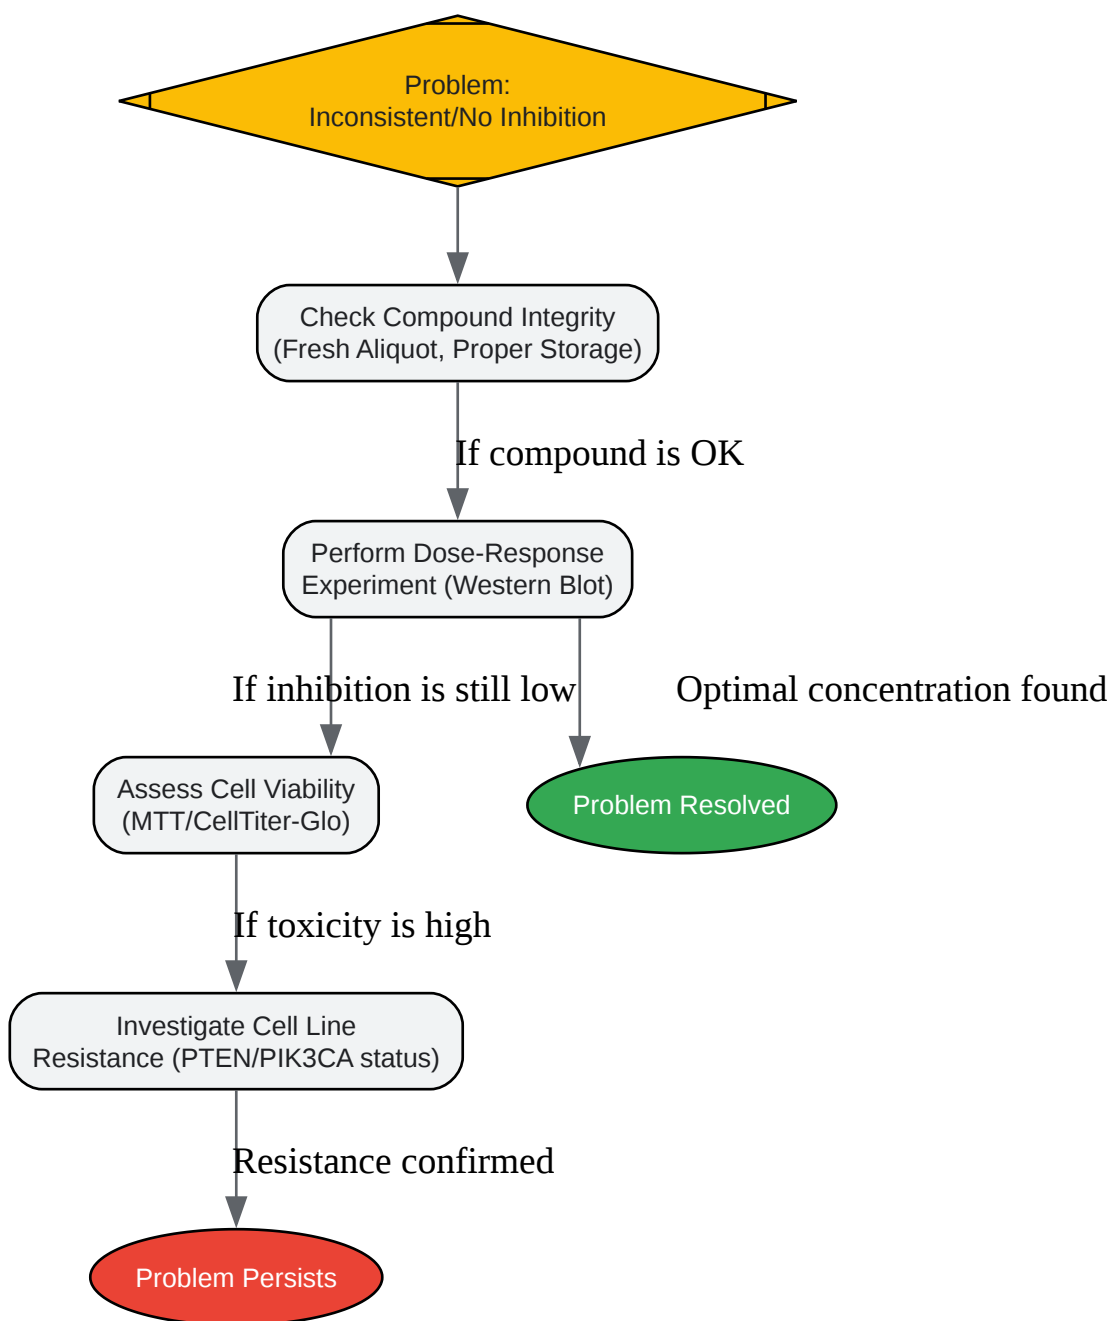 Problem:
Inconsistent/No Inhibition
Check Compound Integrity
(Fresh Aliquot, Proper Storage)
If compound is OK
Perform Dose-Response
Experiment (Western Blot)
If inhibition is still low
Optimal concentration found
Assess Cell Viability
(MTT/CellTiter-Glo)
Problem Resolved
If toxicity is high
Investigate Cell Line
Resistance (PTEN/PIK3CA status)
Resistance confirmed
Problem Persists